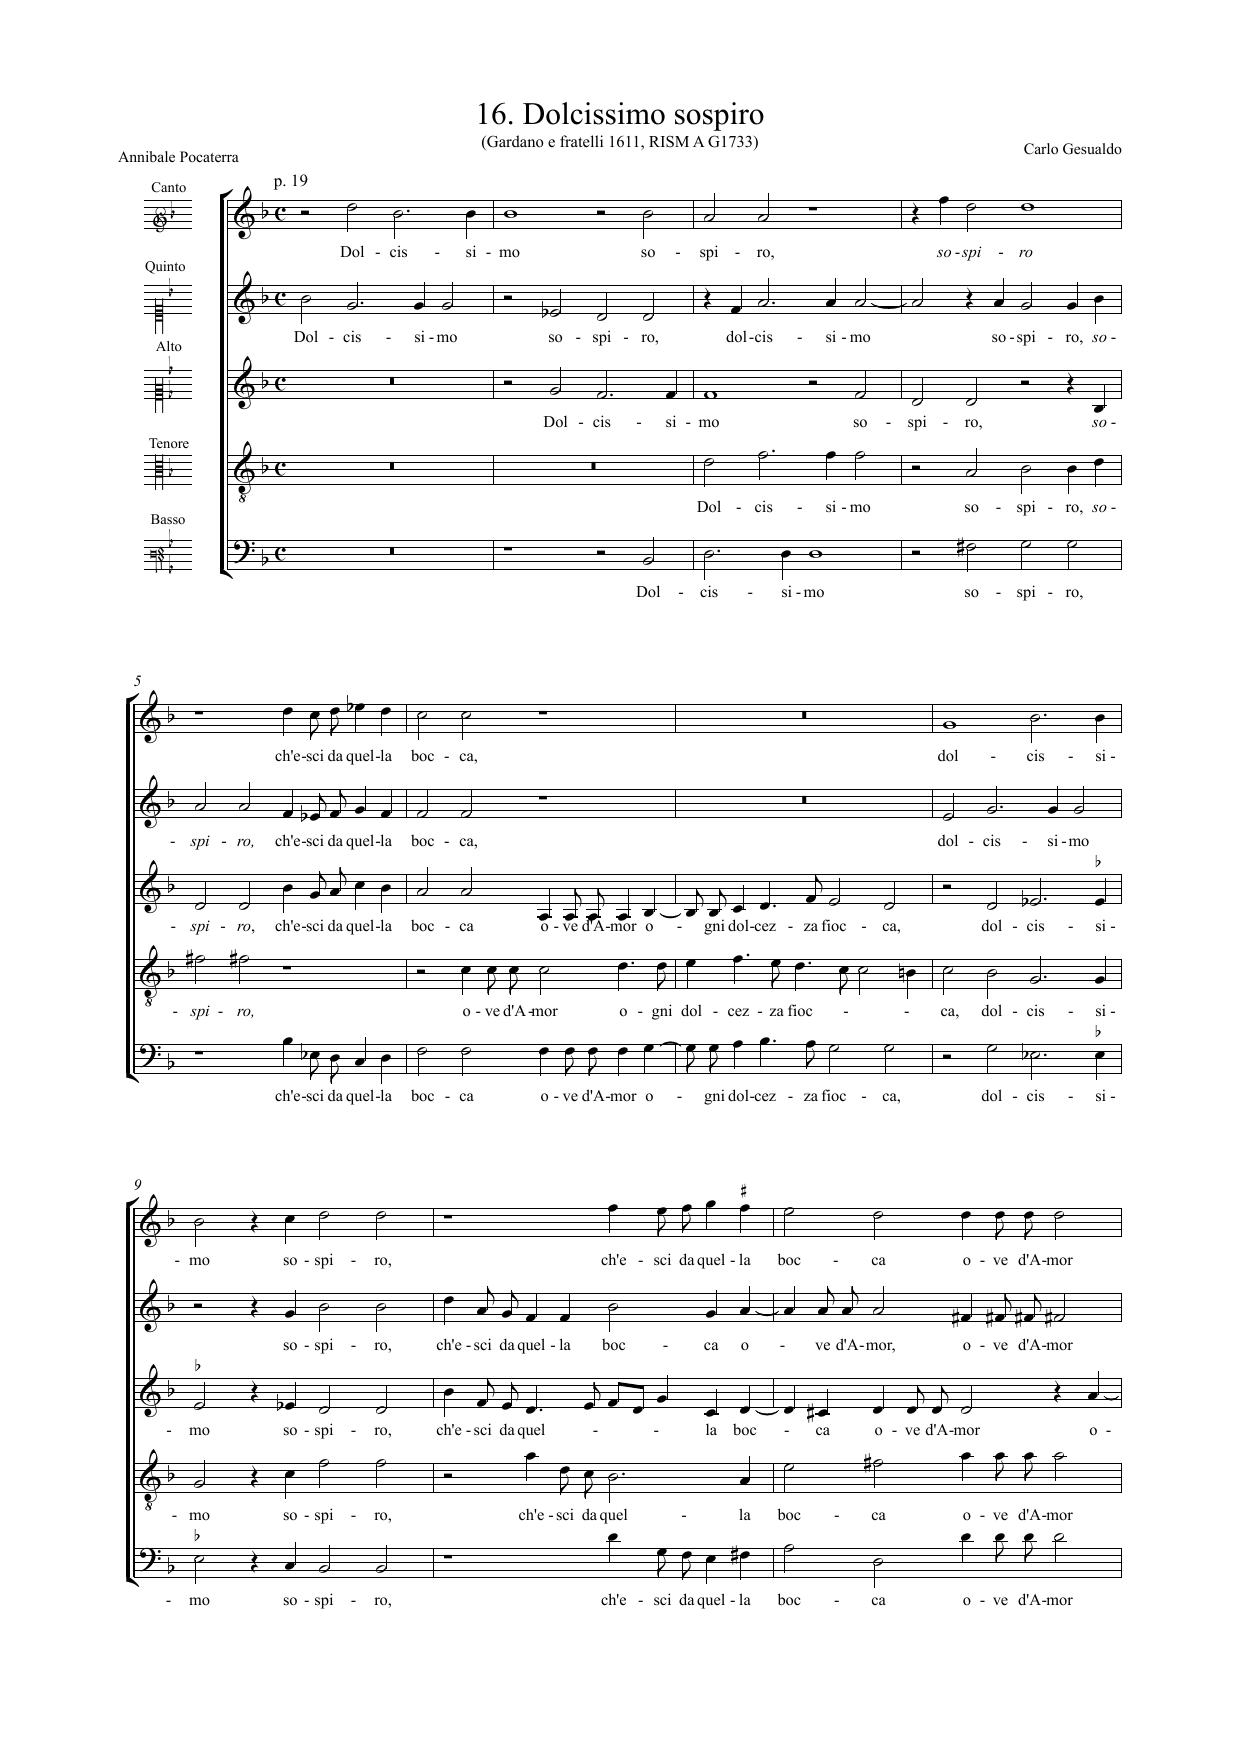 16. Dolcissimo sospiro
(Gardano e fratelli 1611, RISM A G1733)
Annibale Pocaterra
Carlo Gesualdo
p. 19
Canto
Dol - cis - si - mo so - spi - ro, so - spi - ro
Quinto
Dol - cis - si - mo so - spi - ro, dol - cis - si - mo so - spi - ro, so -
Alto
Dol - cis - si - mo so - spi - ro, so -
Tenore
Dol - cis - si - mo so - spi - ro, so -
8
Basso
Dol - cis - si - mo so - spi - ro,
5
ch'e - sci da quel - la boc - ca, dol - cis - si -
- spi - ro, ch'e - sci da quel - la boc - ca, dol - cis - si - mo
- spi - ro, ch'e - sci da quel - la boc - ca o - ve d'A - mor o - gni dol - cez - za fioc - ca, dol - cis - si -
8
- spi - ro, o - ve d'A - mor o - gni dol - cez - za fioc - - ca, dol - cis - si -
ch'e - sci da quel - la boc - ca o - ve d'A - mor o - gni dol - cez - za fioc - ca, dol - cis - si -
9
- mo so - spi - ro, ch'e - sci da quel - la boc - ca o - ve d'A - mor
so - spi - ro, ch'e - sci da quel - la boc - ca o - ve d'A - mor, o - ve d'A - mor
- mo so - spi - ro, ch'e - sci da quel - - la boc - ca o - ve d'A - mor o -
8
- mo so - spi - ro, ch'e - sci da quel - la boc - ca o - ve d'A - mor
- mo so - spi - ro, ch'e - sci da quel - la boc - ca o - ve d'A - mor